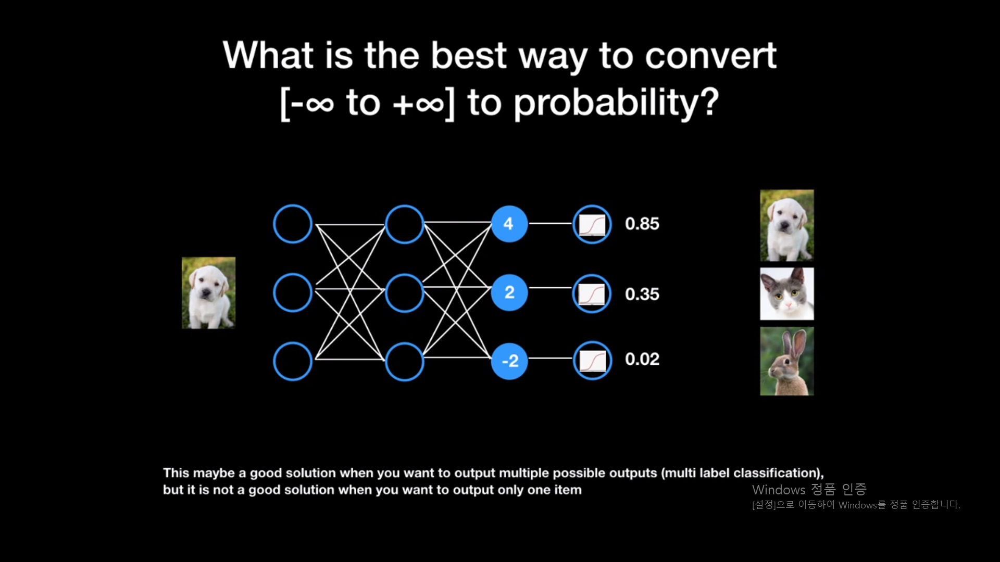 What is the best way to convert
[-∞ to +∞] to probability?
4
0.85
2
0.35
-2
0.02
This maybe a good solution when you want to output multiple possible outputs (multi label classification),
but it is not a good solution when you want to output only one item
Windows 정품 인증
[설정]으로 이동하여 Windows를 정품 인증합니다.